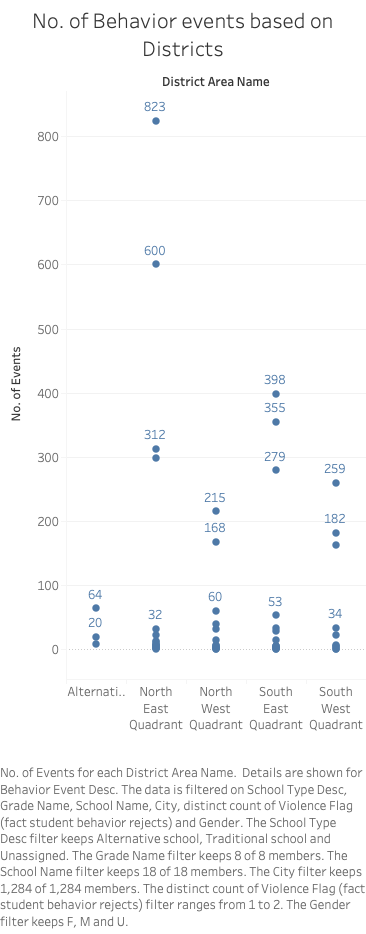 No. of Behavior events based on
Districts
District Area Name
823
800
700
600
600
500
No. of Events
400
398
355
312
300
279
259
215
200
182
168
100
64
60
53
34
32
20
0
Alternati..
North
East
Quadrant
North
West
Quadrant
South
East
Quadrant
South
West
Quadrant
No. of Events for each District Area Name.  Details are shown for
Behavior Event Desc. The data is filtered on School Type Desc,
Grade Name, School Name, City, distinct count of Violence Flag
(fact student behavior rejects) and Gender. The School Type
Desc filter keeps Alternative school, Traditional school and
Unassigned. The Grade Name filter keeps 8 of 8 members. The
School Name filter keeps 18 of 18 members. The City filter keeps
1,284 of 1,284 members. The distinct count of Violence Flag (fact
student behavior rejects) filter ranges from 1 to 2. The Gender
filter keeps F, M and U.